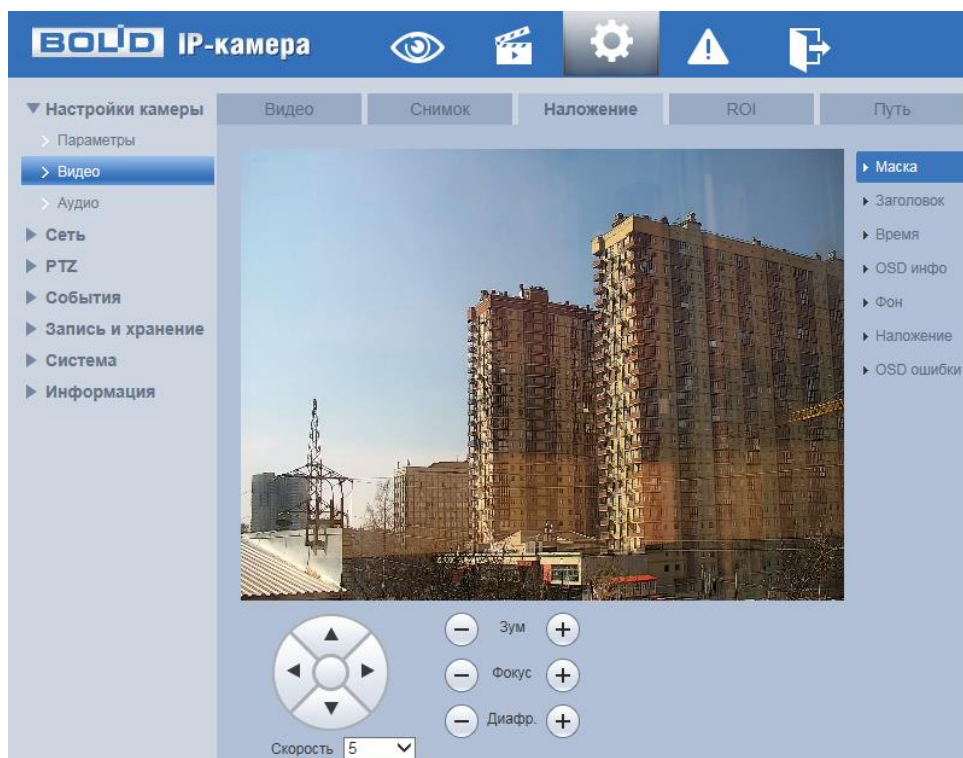 BOLID IP-камера
Настройки камеры
Параметры
Видео
Аудио
Сеть
PTZ
События
Запись и хранение
Система
Информация
Видео
Снимок
Наложение
ROI
Путь
Маска
Заголовок
Время
OSD инфо
Фон
Наложение
OSD ошибки
Зум
Фокус
Диафр.
Скорость 5